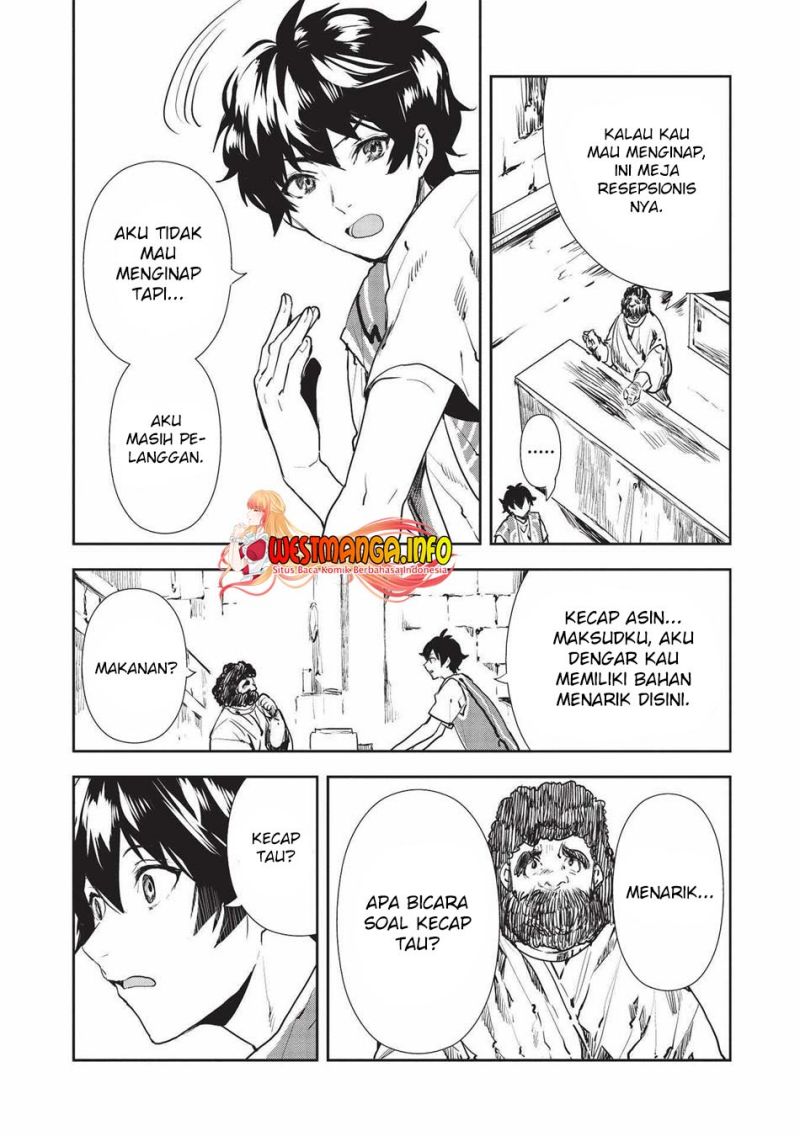 KALAU KAU
MAU MENGINAP,
INI MEJA
RESEPSIONIS
NYA.
.....
AKU TIDAK
MAU
MENGINAP
TAPI...
AKU
MASIH PE-
LANGGAN.
WESTMANGA.INFO
Situs Baca Komik Berbahasa Indonesia
KECAP ASIN...
MAKSUDKU, AKU
DENGAR KAU
MEMILIKI BAHAN
MENARIK DISINI.
MAKANAN?
MENARIK...
APA BICARA
SOAL KECAP
TAU?
KECAP
TAU?